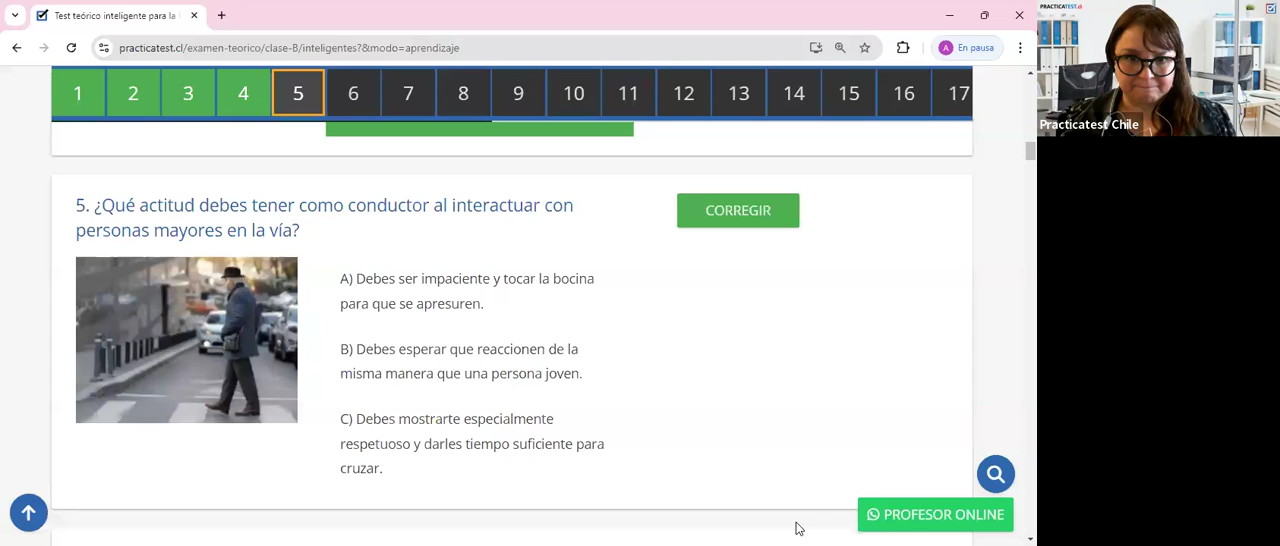 Test teórico inteligente para la
practicatest.cl/examen-teorico/clase-B/inteligentes?&modo=aprendizaje
A
En pausa
PRACTICATEST.cl
1 2 3 4 5 6 7 8 9 10 11 12 13 14 15 16 17
Practicatest Chile
5. ¿Qué actitud debes tener como conductor al interactuar con
personas mayores en la vía?
CORREGIR
A) Debes ser impaciente y tocar la bocina
para que se apresuren.
B) Debes esperar que reaccionen de la
misma manera que una persona joven.
C) Debes mostrarte especialmente
respetuoso y darles tiempo suficiente para
cruzar.
PROFESOR ONLINE